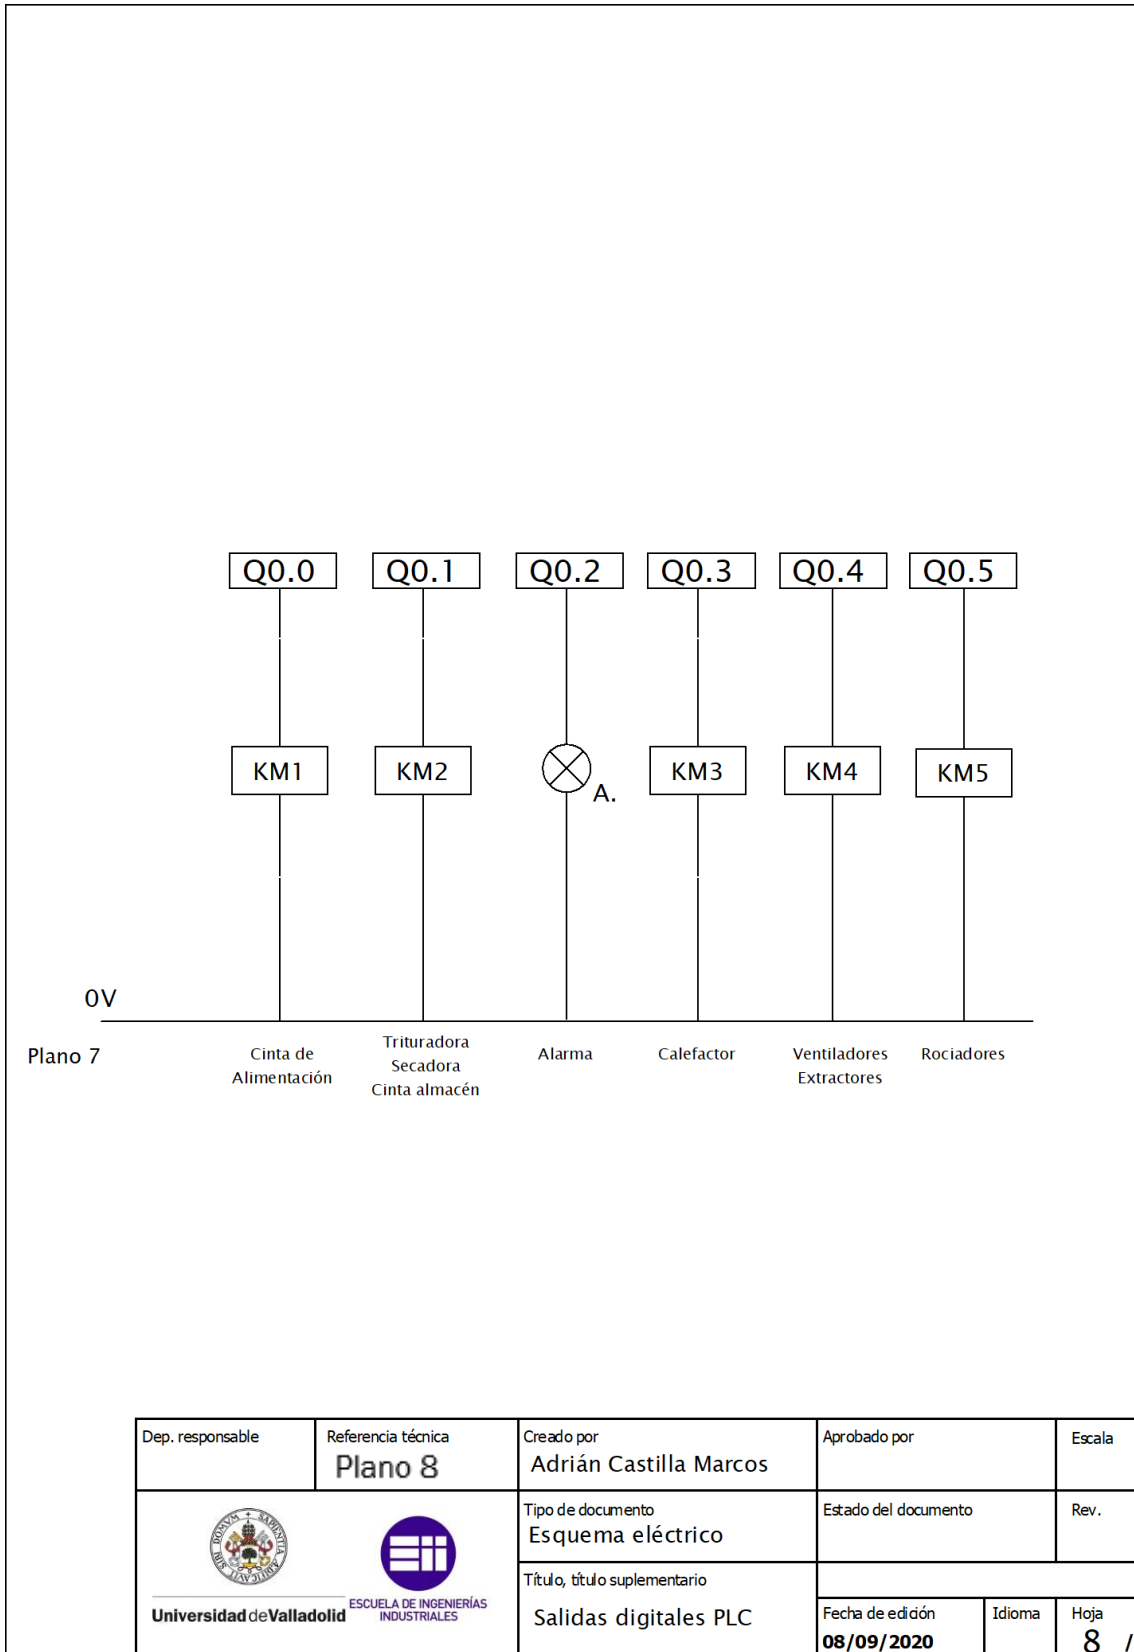 Q0.0 Q0.1 Q0.2 Q0.3 Q0.4 Q0.5
KM1 KM2 KM3 KM4 KM5
A.
0V
Plano 7
Cinta de
Alimentación
Trituradora
Secadora
Cinta almacén
Alarma
Calefactor
Ventiladores
Extractores
Rociadores
Dep. responsable
Referencia técnica
Plano 8
Creado por
Adrián Castilla Marcos
Aprobado por
Escala
Tipo de documento
Esquema eléctrico
Estado del documento
Rev.
Universidad de Valladolid
ESCUELA DE INGENIERÍAS
INDUSTRIALES
Título, título suplementario
Salidas digitales PLC
Fecha de edición
08/09/2020
Idioma
Hoja
8 /